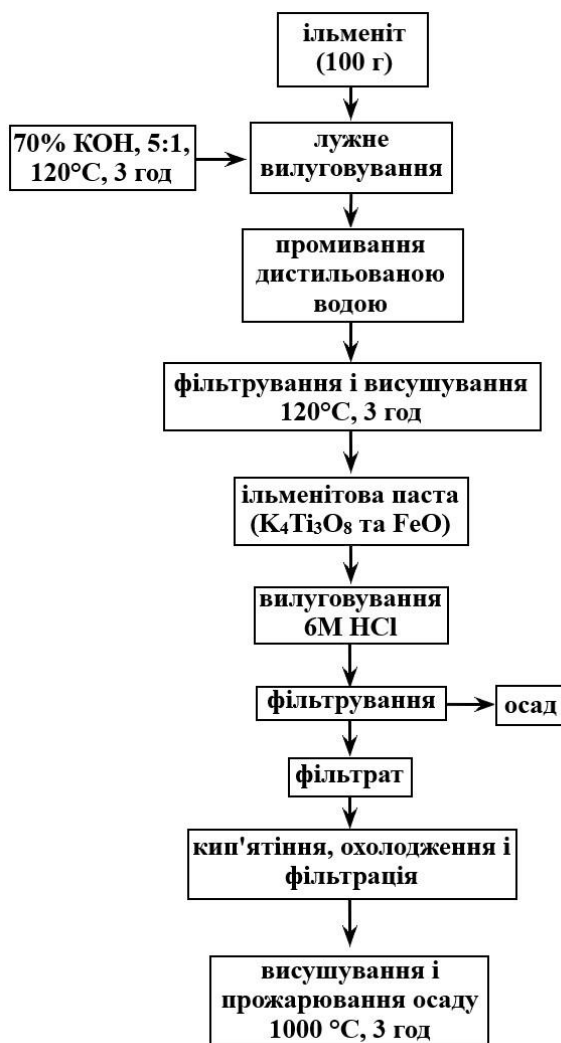 ільменіт
(100 г)
70% КОН, 5:1,
120°C, 3 год
лужне
вилуговування
промивання
дистильованою
водою
фільтрування і висушування
120°C, 3 год
ільменітова паста
(K₄Ti₃O₈ та FeO)
вилуговування
6M HCl
фільтрування
осад
фільтрат
кип'ятіння, охолодження і
фільтрація
висушування і
прожарювання осаду
1000 °C, 3 год